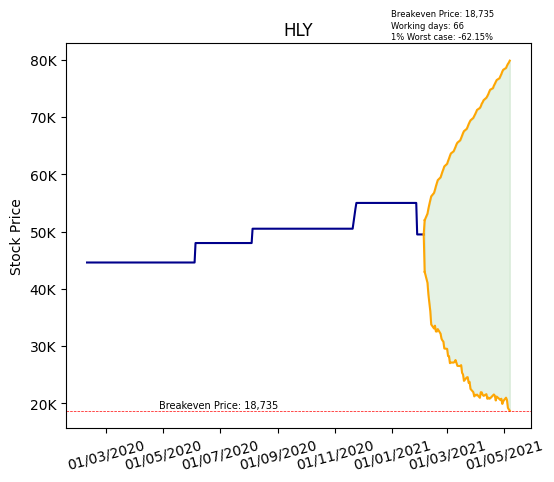 Breakeven Price: 18,735
Working days: 66
1% Worst case: -62.15%
HLY
Stock Price
80K
70K
60K
50K
40K
30K
20K
Breakeven Price: 18,735
01/03/2020
01/05/2020
01/07/2020
01/09/2020
01/11/2020
01/01/2021
01/03/2021
01/05/2021